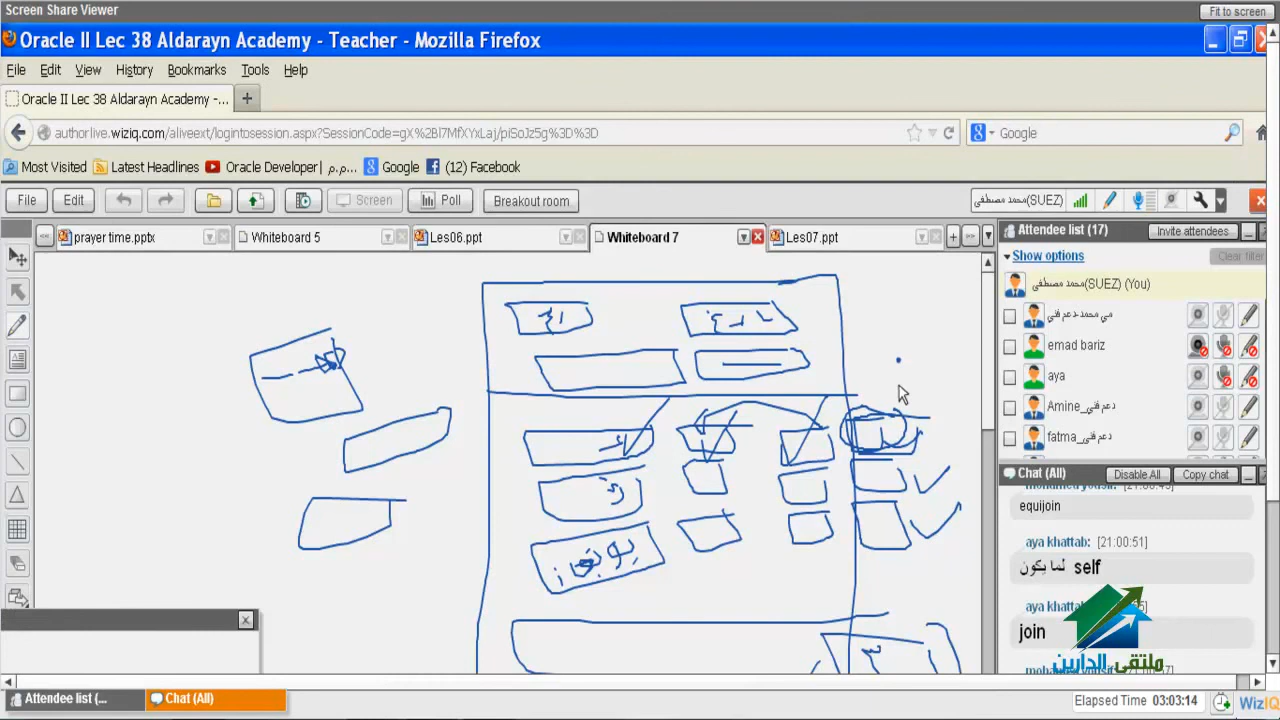 Screen Share Viewer
Fit to screen
Oracle II Lec 38 Aldarayn Academy - Teacher - Mozilla Firefox
File Edit View History Bookmarks Tools Help
Oracle II Lec 38 Aldarayn Academy -...
authorlive.wiziq.com/aliveext/logintosession.aspx?SessionCode=gX%2BI7MfXYxLaj/piSoJz5g%3D%3D
Google
Most Visited Latest Headlines Oracle Developer| م.م.| Google (12) Facebook
File Edit Screen Poll Breakout room
محمد مصطفى(SUEZ)
prayer time.pptx Whiteboard 5 Les06.ppt Whiteboard 7 Les07.ppt
Attendee list (17) Invite attendees
Show options Clear filter
محمد مصطفى(SUEZ) (You)
مي محمد-دعم فني
emad bariz
aya
Amine_دعم فني
fatma_دعم فني
Chat (All) Disable All Copy chat
equijoin
aya khattab: [21:00:51]
لما يكون self
aya khattab
join
ملتقى الدارين
Attendee list (... Chat (All)
Elapsed Time 03:03:14
WizIQ